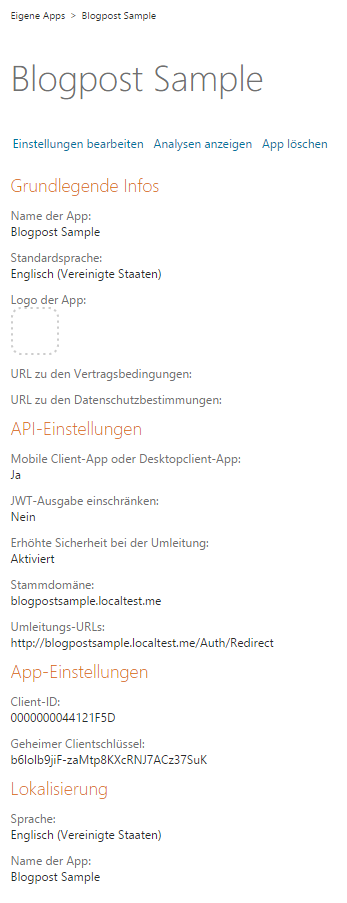 Eigene Apps > Blogpost Sample
Blogpost Sample
Einstellungen bearbeiten Analysen anzeigen App löschen
Grundlegende Infos
Name der App:
Blogpost Sample
Standardsprache:
Englisch (Vereinigte Staaten)
Logo der App:
URL zu den Vertragsbedingungen:
URL zu den Datenschutzbestimmungen:
API-Einstellungen
Mobile Client-App oder Desktopclient-App:
Ja
JWT-Ausgabe einschränken:
Nein
Erhöhte Sicherheit bei der Umleitung:
Aktiviert
Stammdomäne:
blogpostsample.localtest.me
Umleitungs-URLs:
http://blogpostsample.localtest.me/Auth/Redirect
App-Einstellungen
Client-ID:
0000000044121F5D
Geheimer Clientschlüssel:
b6lolb9jiF-zaMtp8KXcRNJ7ACz37SuK
Lokalisierung
Sprache:
Englisch (Vereinigte Staaten)
Name der App:
Blogpost Sample